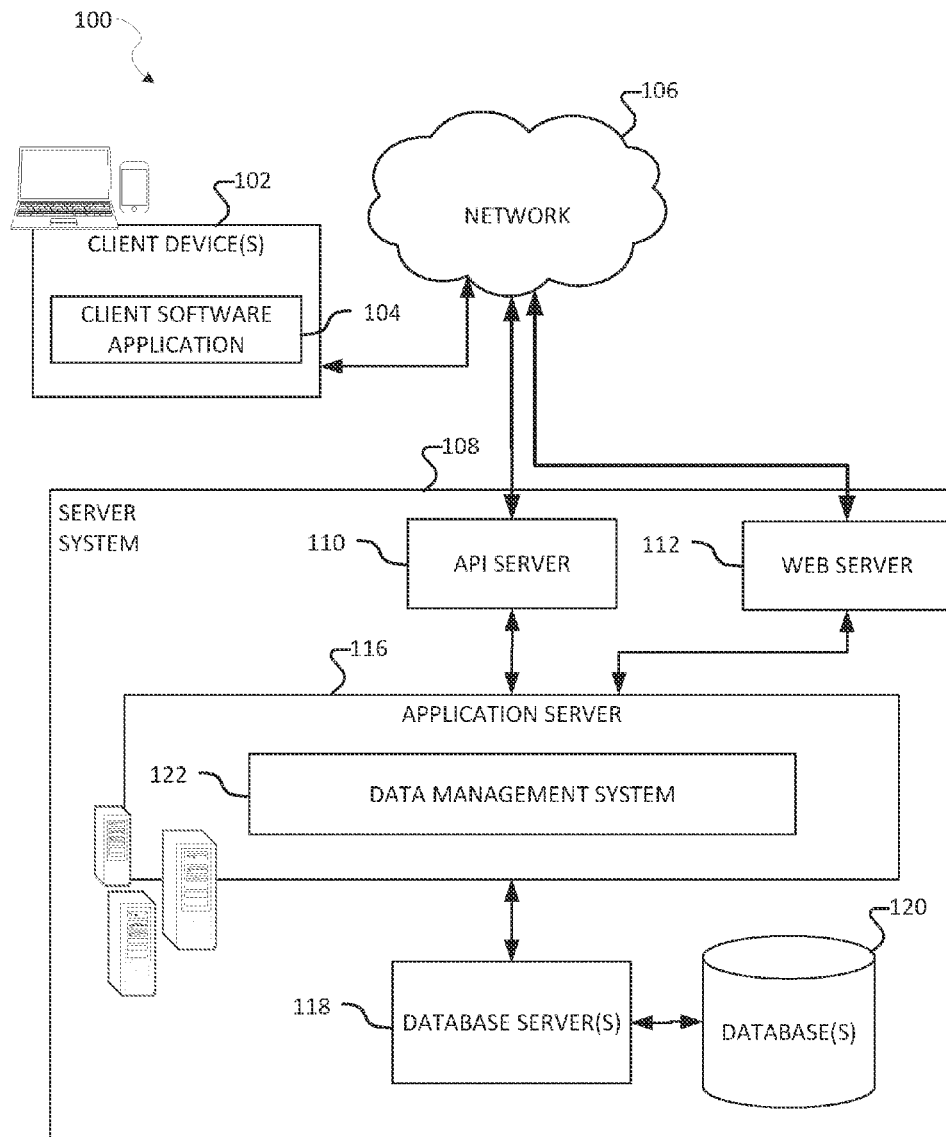 100
106
102
NETWORK
CLIENT DEVICE(S)
CLIENT SOFTWARE
APPLICATION
104
108
SERVER
SYSTEM
110
API SERVER
112
WEB SERVER
116
APPLICATION SERVER
122
DATA MANAGEMENT SYSTEM
120
118
DATABASE SERVER(S)
DATABASE(S)